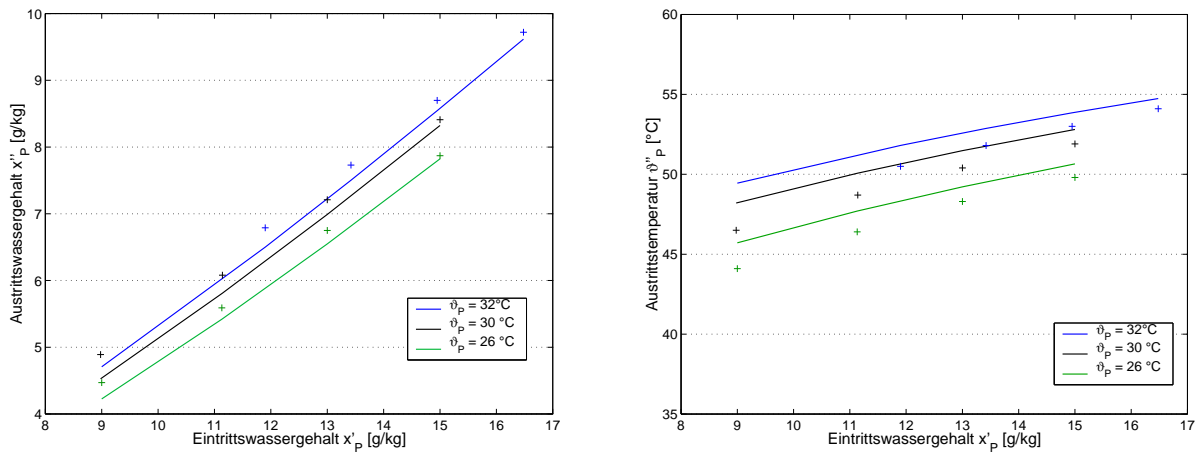 10
9
8
7
6
5
4
Austrittswassergehalt x''P [g/kg]
8 9 10 11 12 13 14 15 16 17
Eintrittswassergehalt x'P [g/kg]
ϑP = 32°C
ϑP = 30 °C
ϑP = 26 °C
60
55
50
45
40
35
Austrittstemperatur ϑ''P [°C]
8 9 10 11 12 13 14 15 16 17
Eintrittswassergehalt x'P [g/kg]
ϑP = 32°C
ϑP = 30 °C
ϑP = 26 °C